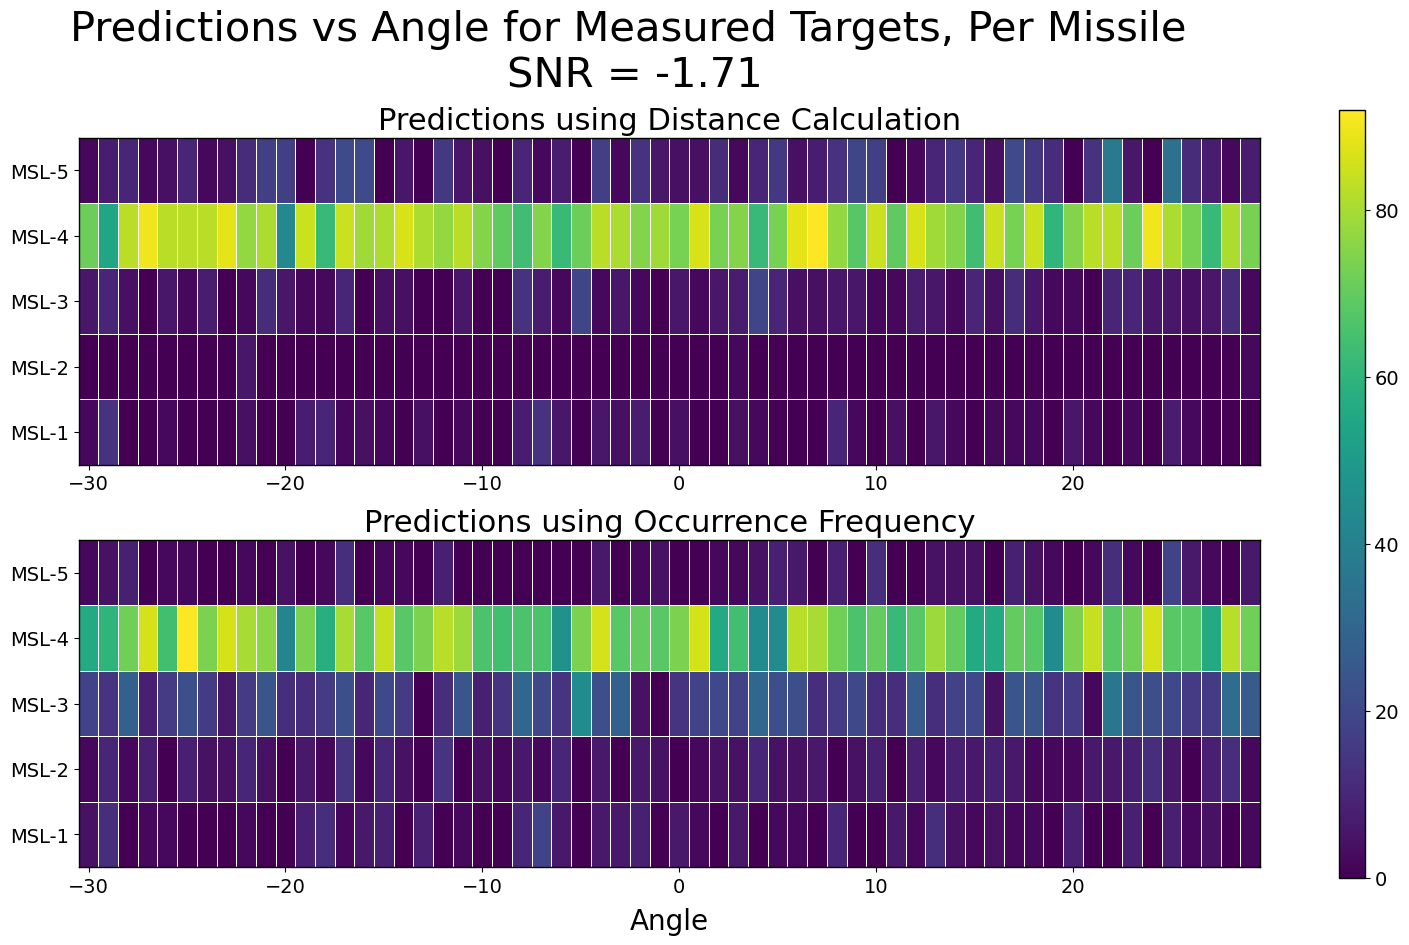 Predictions vs Angle for Measured Targets, Per Missile
SNR = -1.71
Predictions using Distance Calculation
MSL-5
MSL-4
MSL-3
MSL-2
MSL-1
−30 −20 −10 0 10 20
Predictions using Occurrence Frequency
MSL-5
MSL-4
MSL-3
MSL-2
MSL-1
−30 −20 −10 0 10 20
Angle
80
60
40
20
0